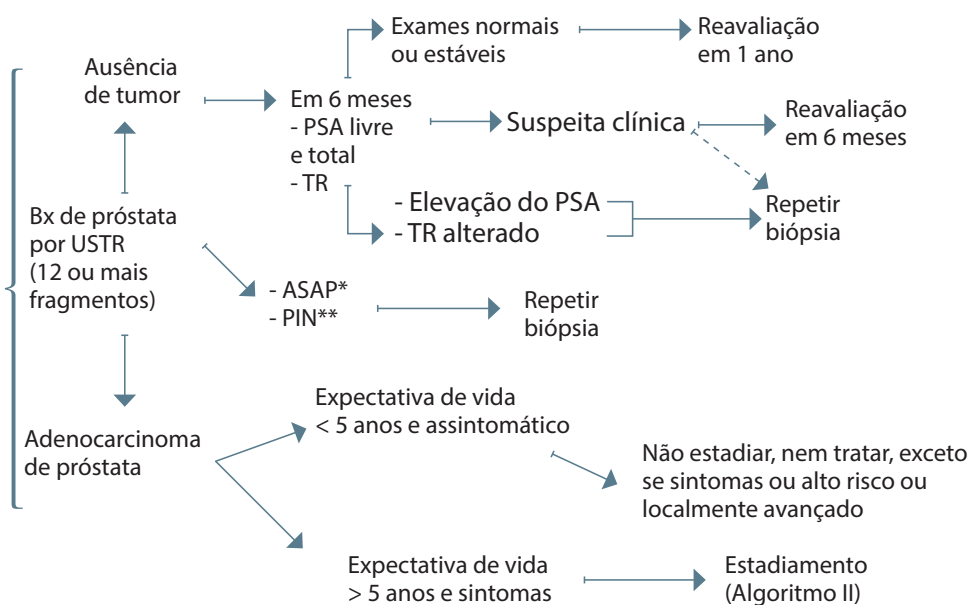 Exames normais
ou estáveis
Reavaliação
em 1 ano
Ausência
de tumor
Em 6 meses
- PSA livre
e total
- TR
Suspeita clínica
Reavaliação
em 6 meses
- Elevação do PSA
- TR alterado
Repetir
biópsia
Bx de próstata
por USTR
(12 ou mais
fragmentos)
- ASAP*
- PIN**
Repetir
biópsia
Adenocarcinoma
de próstata
Expectativa de vida
< 5 anos e assintomático
Não estadiar, nem tratar, exceto
se sintomas ou alto risco ou
localmente avançado
Expectativa de vida
> 5 anos e sintomas
Estadiamento
(Algoritmo II)